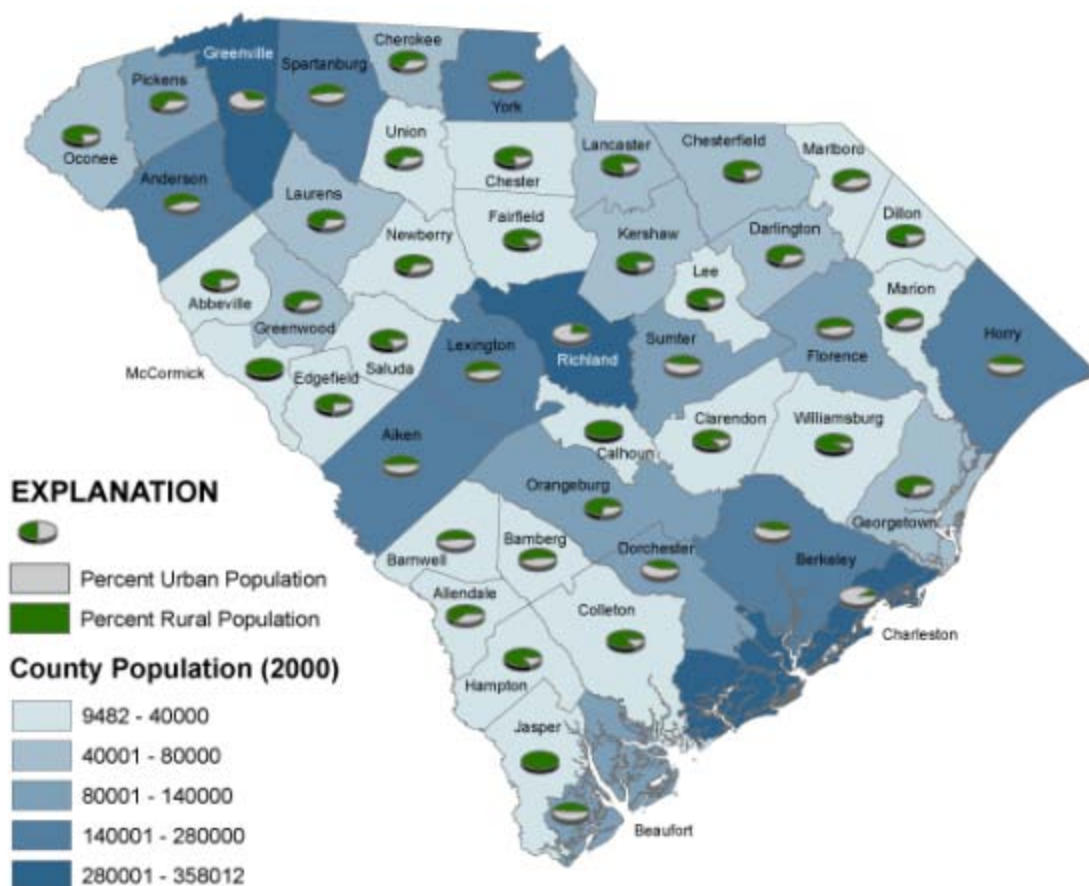 Cherokee
Greenville
Spartanburg
Pickens
York
Union
Lancaster
Chesterfield
Marlboro
Oconee
Chester
Anderson
Laurens
Fairfield
Dillon
Newberry
Kershaw
Darlington
Lee
Abbeville
Marion
Greenwood
Lexington
Sumter
Horry
Richland
Florence
McCormick
Edgefield
Saluda
Clarendon
Williamsburg
Aiken
Calhoun
EXPLANATION
Orangeburg
Georgetown
Bamberg
Dorchester
Barnwell
Berkeley
Percent Urban Population
Allendale
Colleton
Percent Rural Population
Charleston
County Population (2000)
Hampton
9482 - 40000
Jasper
40001 - 80000
80001 - 140000
Beaufort
140001 - 280000
280001 - 358012